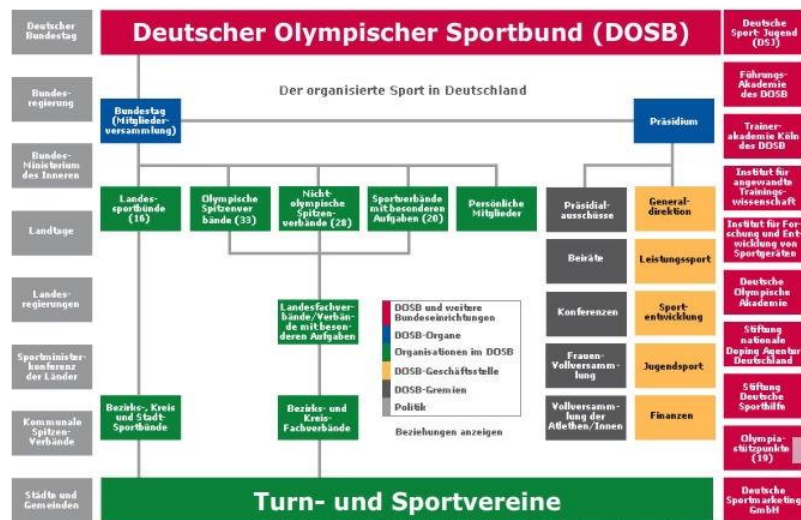 Deutscher
Bundestag
Bundes-
regierung
Bundes-
Ministerium
des Inneren
Landtage
Landes-
regierungen
Sportminister-
konferenz
der Länder
Kommunale
Spitzen-
Verbände
Städte und
Gemeinden
Deutscher Olympischer Sportbund (DOSB)
Der organisierte Sport in Deutschland
Bundestag
(Mitglieder-
versammlung)
Präsidium
Landes-
sportbünde
(16)
Olympische
Spitzenver-
bände (33)
Nicht-
olympische
Spitzen-
verbände (28)
Sportverbände
mit besonderen
Aufgaben (20)
Persönliche
Mitglieder
Präsidial-
ausschüsse
General-
direktion
Beiräte
Leistungssport
Landesfachver-
bände/Verbän-
de mit beson-
deren Aufgaben
DOSB und weitere
Bundeseinrichtungen
DOSB-Organe
Organisationen im DOSB
DOSB-Geschäftsstelle
DOSB-Gremien
Politik
Beziehungen anzeigen
Konferenzen
Sport-
entwicklung
Frauen-
Vollversamm-
lung
Jugendsport
Bezirks-, Kreis
und Stadt-
Sportbünde
Bezirks- und
Kreis-
Fachverbände
Vollversamm-
lung der
Atlethen/Innen
Finanzen
Turn- und Sportvereine
Deutsche
Sport- Jugend
(DSJ)
Führungs-
Akademie
des DOSB
Trainer-
akademie Köln
des DOSB
Institut für
angewandte
Trainings-
wissenschaft
Institut für For-
schung und Ent-
wicklung von
Sportgeräten
Deutsche
Olympische
Akademie
Stiftung
nationale
Doping Agentur
Deutschland
Stiftung
Deutsche
Sporthilfe
Olympia-
stützpunkte
(19)
Deutsche
Sportmarketing
GmbH